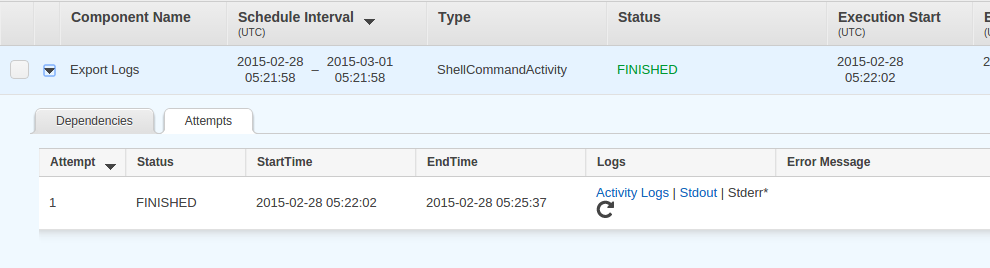 Component Name Schedule Interval Type Status Execution Start
(UTC) (UTC)
Export Logs 2015-02-28 05:21:58 – 2015-03-01 05:21:58 ShellCommandActivity FINISHED 2015-02-28 05:22:02
Dependencies Attempts
Attempt Status StartTime EndTime Logs Error Message
1 FINISHED 2015-02-28 05:22:02 2015-02-28 05:25:37 Activity Logs | Stdout | Stderr*